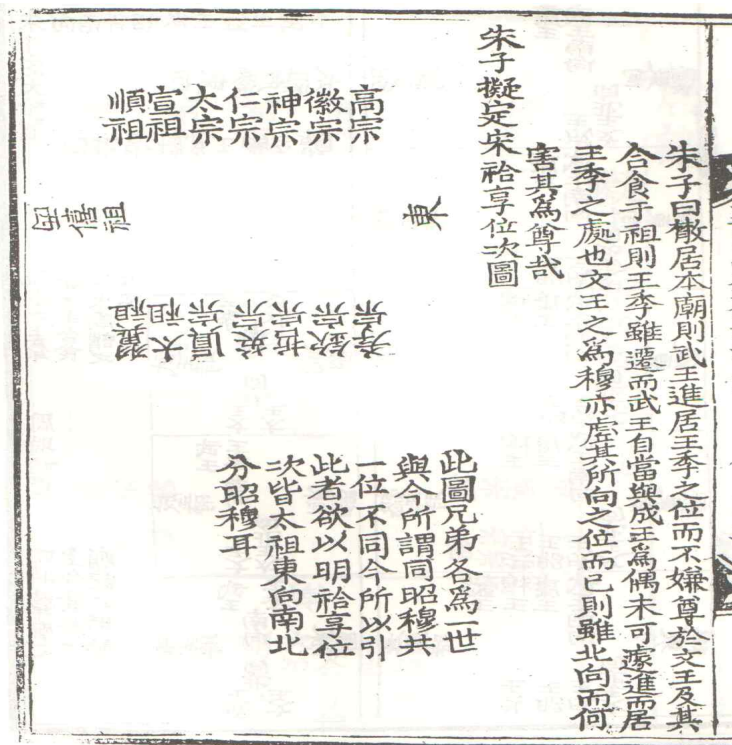 朱子曰居本廟則武王進居王季之位而不嫌尊於文王及其
合食于祖則王季雖遷而武王自當與成王爲偶未可遽進而居
王季之處也文王之爲穆亦虛其所向之位而已則雖北向而何
害其爲尊哉
朱子擬定宋祫享位次圖
高宗
徽宗
神宗
仁宗
太宗
宣祖
順祖
東
僖祖
孝宗
欽宗
哲宗
英宗
眞宗
太祖
翼祖
此圖兄弟各爲一世
與今所謂同昭穆共
一位不同今所以引
此者欲以明祫享位
次皆太祖東向南北
分昭穆耳